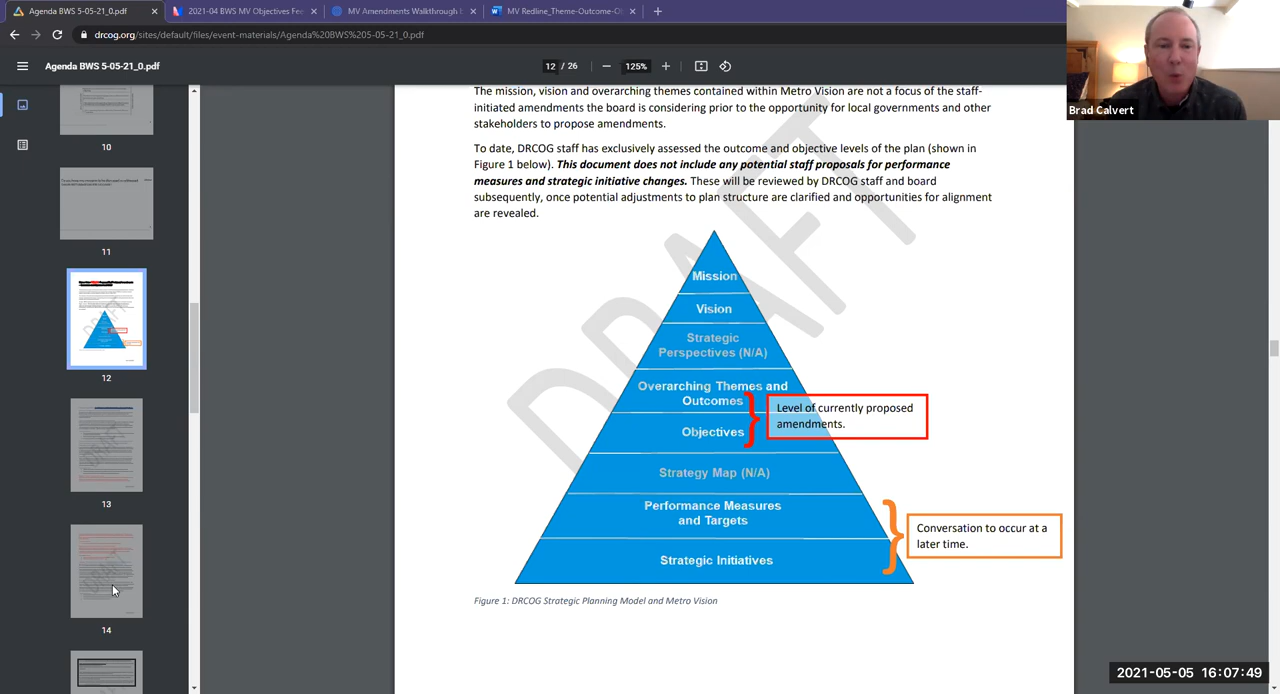 Agenda BWS 5-05-21_0.pdf
2021-04 BWS MV Objectives Fee
MV Amendments Walkthrough
MV Redline_Theme-Outcome-O
drcog.org/sites/default/files/event-materials/Agenda%20BWS%205-05-21_0.pdf
Agenda BWS 5-05-21_0.pdf
12 / 26
125%
Brad Calvert
10
11
12
13
14
The mission, vision and overarching themes contained within Metro Vision are not a focus of the staff-
initiated amendments the board is considering prior to the opportunity for local governments and other
stakeholders to propose amendments.
To date, DRCOG staff has exclusively assessed the outcome and objective levels of the plan (shown in
Figure 1 below). This document does not include any potential staff proposals for performance
measures and strategic initiative changes. These will be reviewed by DRCOG staff and board
subsequently, once potential adjustments to plan structure are clarified and opportunities for alignment
are revealed.
DRAFT
Mission
Vision
Strategic
Perspectives (N/A)
Overarching Themes and
Outcomes
Objectives
Level of currently proposed
amendments.
Strategy Map (N/A)
Performance Measures
and Targets
Strategic Initiatives
Conversation to occur at a
later time.
Figure 1: DRCOG Strategic Planning Model and Metro Vision
2021-05-05 16:07:49